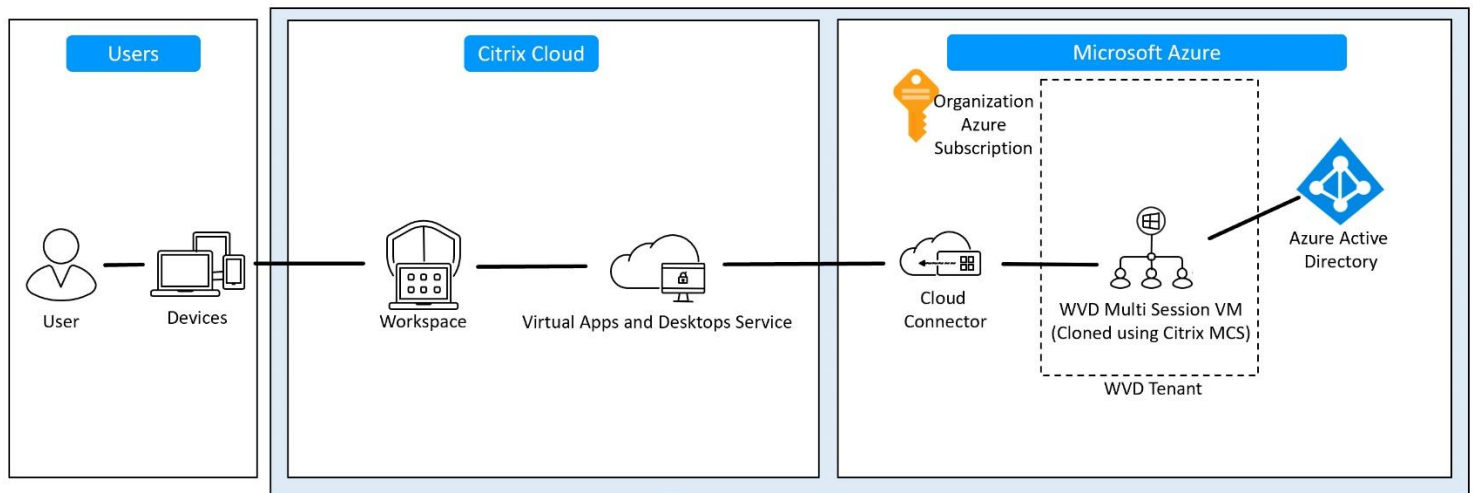 Users
User
Devices
Citrix Cloud
Workspace
Virtual Apps and Desktops Service
Microsoft Azure
Organization
Azure
Subscription
Cloud
Connector
WVD Multi Session VM
(Cloned using Citrix MCS)
WVD Tenant
Azure Active
Directory